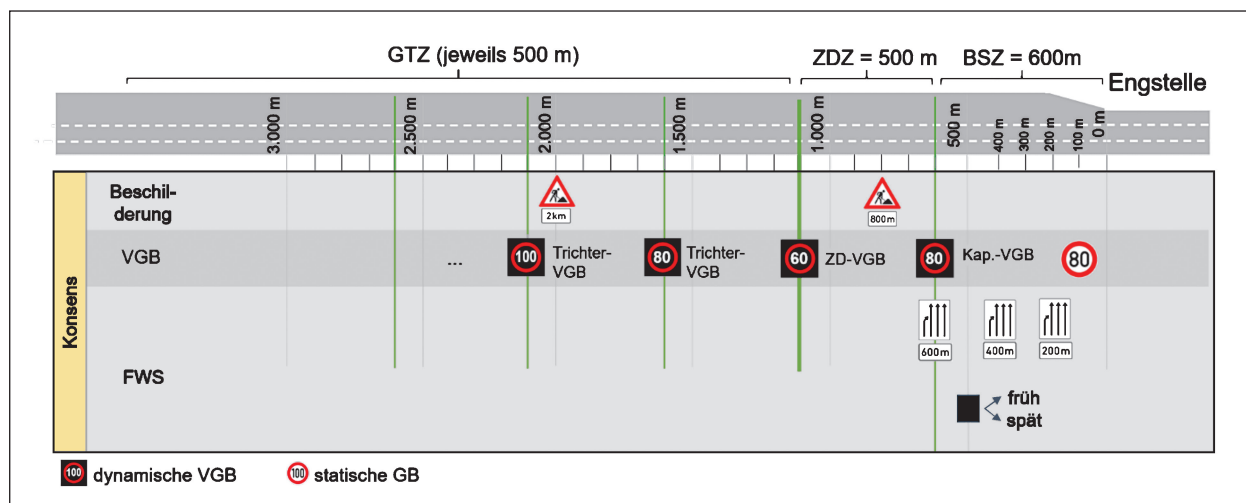 GTZ (jeweils 500 m)
ZDZ = 500 m
BSZ = 600m
Engstelle
3.000 m
2.500 m
2.000 m
1.500 m
1.000 m
500 m
400 m
300 m
200 m
100 m
0 m
Konsens
Beschil-
derung
2km
800m
VGB
...
100
Trichter-
VGB
80
Trichter-
VGB
60
ZD-VGB
80
Kap.-VGB
80
600m
400m
200m
FWS
früh
spät
100
dynamische VGB
100
statische GB